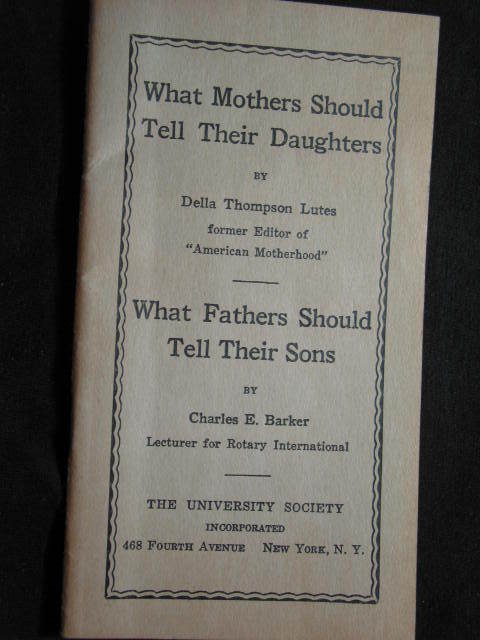 What Mothers Should
Tell Their Daughters
BY
Della Thompson Lutes
former Editor of
"American Motherhood"
What Fathers Should
Tell Their Sons
BY
Charles E. Barker
Lecturer for Rotary International
THE UNIVERSITY SOCIETY
INCORPORATED
468 FOURTH AVENUE NEW YORK, N. Y.